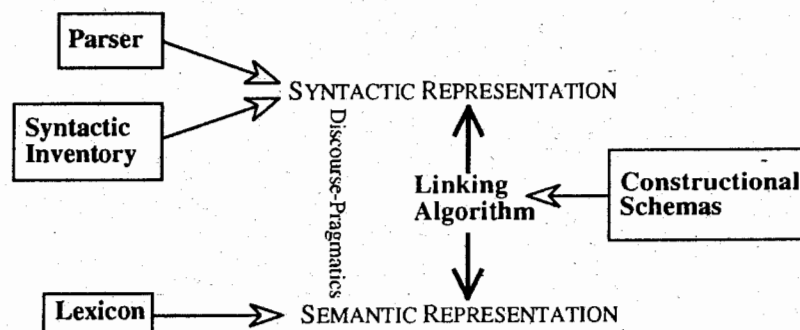 Parser
SYNTACTIC REPRESENTATION
Syntactic
Inventory
Discourse-Pragmatics
Linking
Algorithm
Constructional
Schemas
Lexicon
SEMANTIC REPRESENTATION